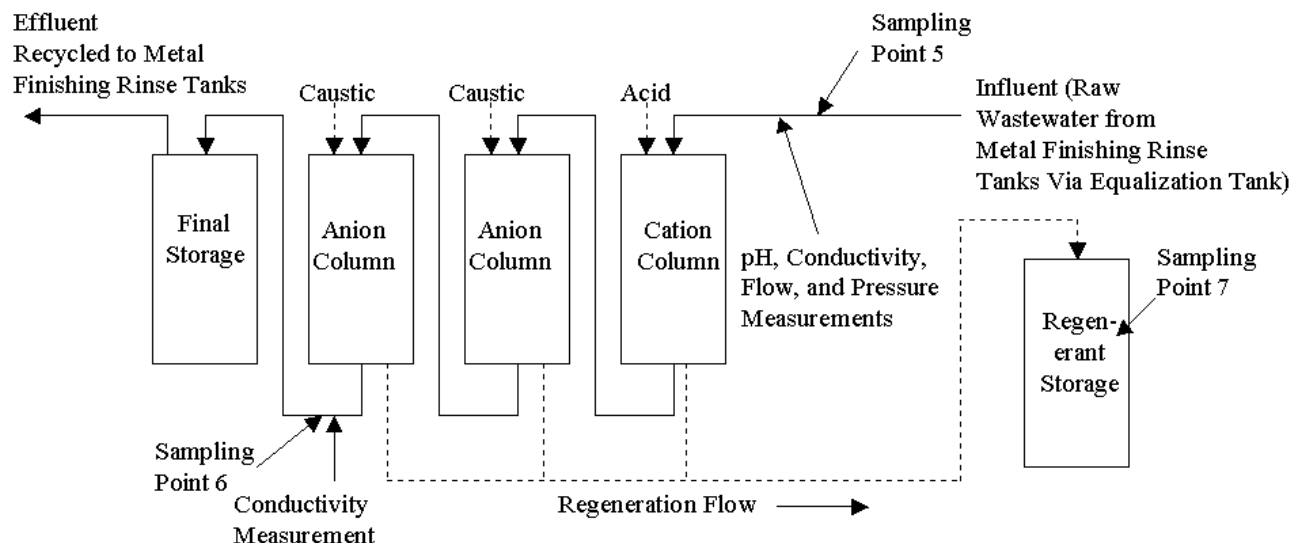 Effluent
Recycled to Metal
Finishing Rinse Tanks
Caustic
Caustic
Acid
Sampling
Point 5
Influent (Raw
Wastewater from
Metal Finishing Rinse
Tanks Via Equalization Tank)
Final
Storage
Anion
Column
Anion
Column
Cation
Column
pH, Conductivity,
Flow, and Pressure
Measurements
Sampling
Point 7
Regen-
erant
Storage
Sampling
Point 6
Conductivity
Measurement
Regeneration Flow